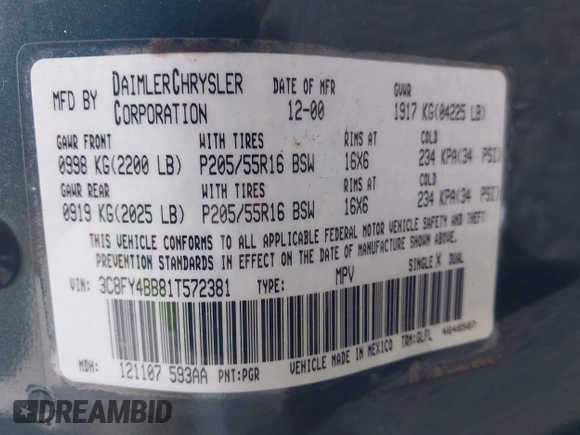 MFD BY DAIMLERCHRYSLER CORPORATION DATE OF MFR 12-00 GVWR 1917 KG(04225 LB)
GAWR FRONT WITH TIRES RIMS AT COLD
0998 KG(2200 LB) P205/55R16 BSW 16X6 234 KPA(34 PSI)
GAWR REAR WITH TIRES RIMS AT COLD
0919 KG(2025 LB) P205/55R16 BSW 16X6 234 KPA(34 PSI)
THIS VEHICLE CONFORMS TO ALL APPLICABLE FEDERAL MOTOR VEHICLE SAFETY AND THEFT
PREVENTION STANDARDS IN EFFECT ON THE DATE OF MANUFACTURE SHOWN ABOVE.
VIN: 3C8FY4BB81T572381 TYPE: MPV SINGLE X DUAL
MDH: 121107 593AA PNT:PGR VEHICLE MADE IN MEXICO TRM:GLFL
DREAMBID